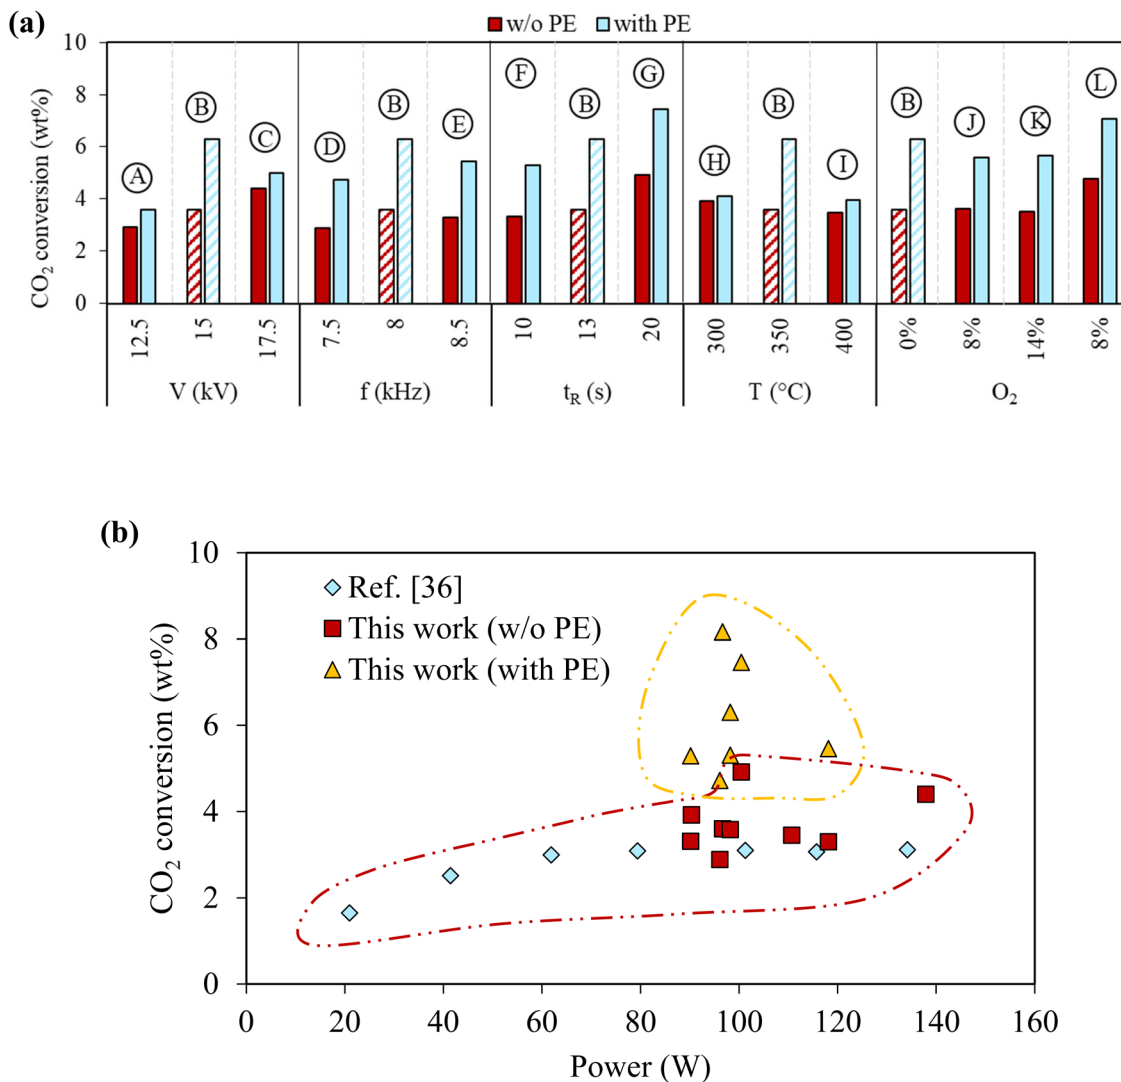 (a)
w/o PE with PE
CO₂ conversion (wt%)
10
8
6
4
2
0
A B C D B E F B G H B I B J K L
12.5 15 17.5 7.5 8 8.5 10 13 20 300 350 400 0% 8% 14% 8%
V (kV) f (kHz) t_R (s) T (°C) O₂
(b)
CO₂ conversion (wt%)
10
8
6
4
2
0
Ref. [36]
This work (w/o PE)
This work (with PE)
0 20 40 60 80 100 120 140 160
Power (W)